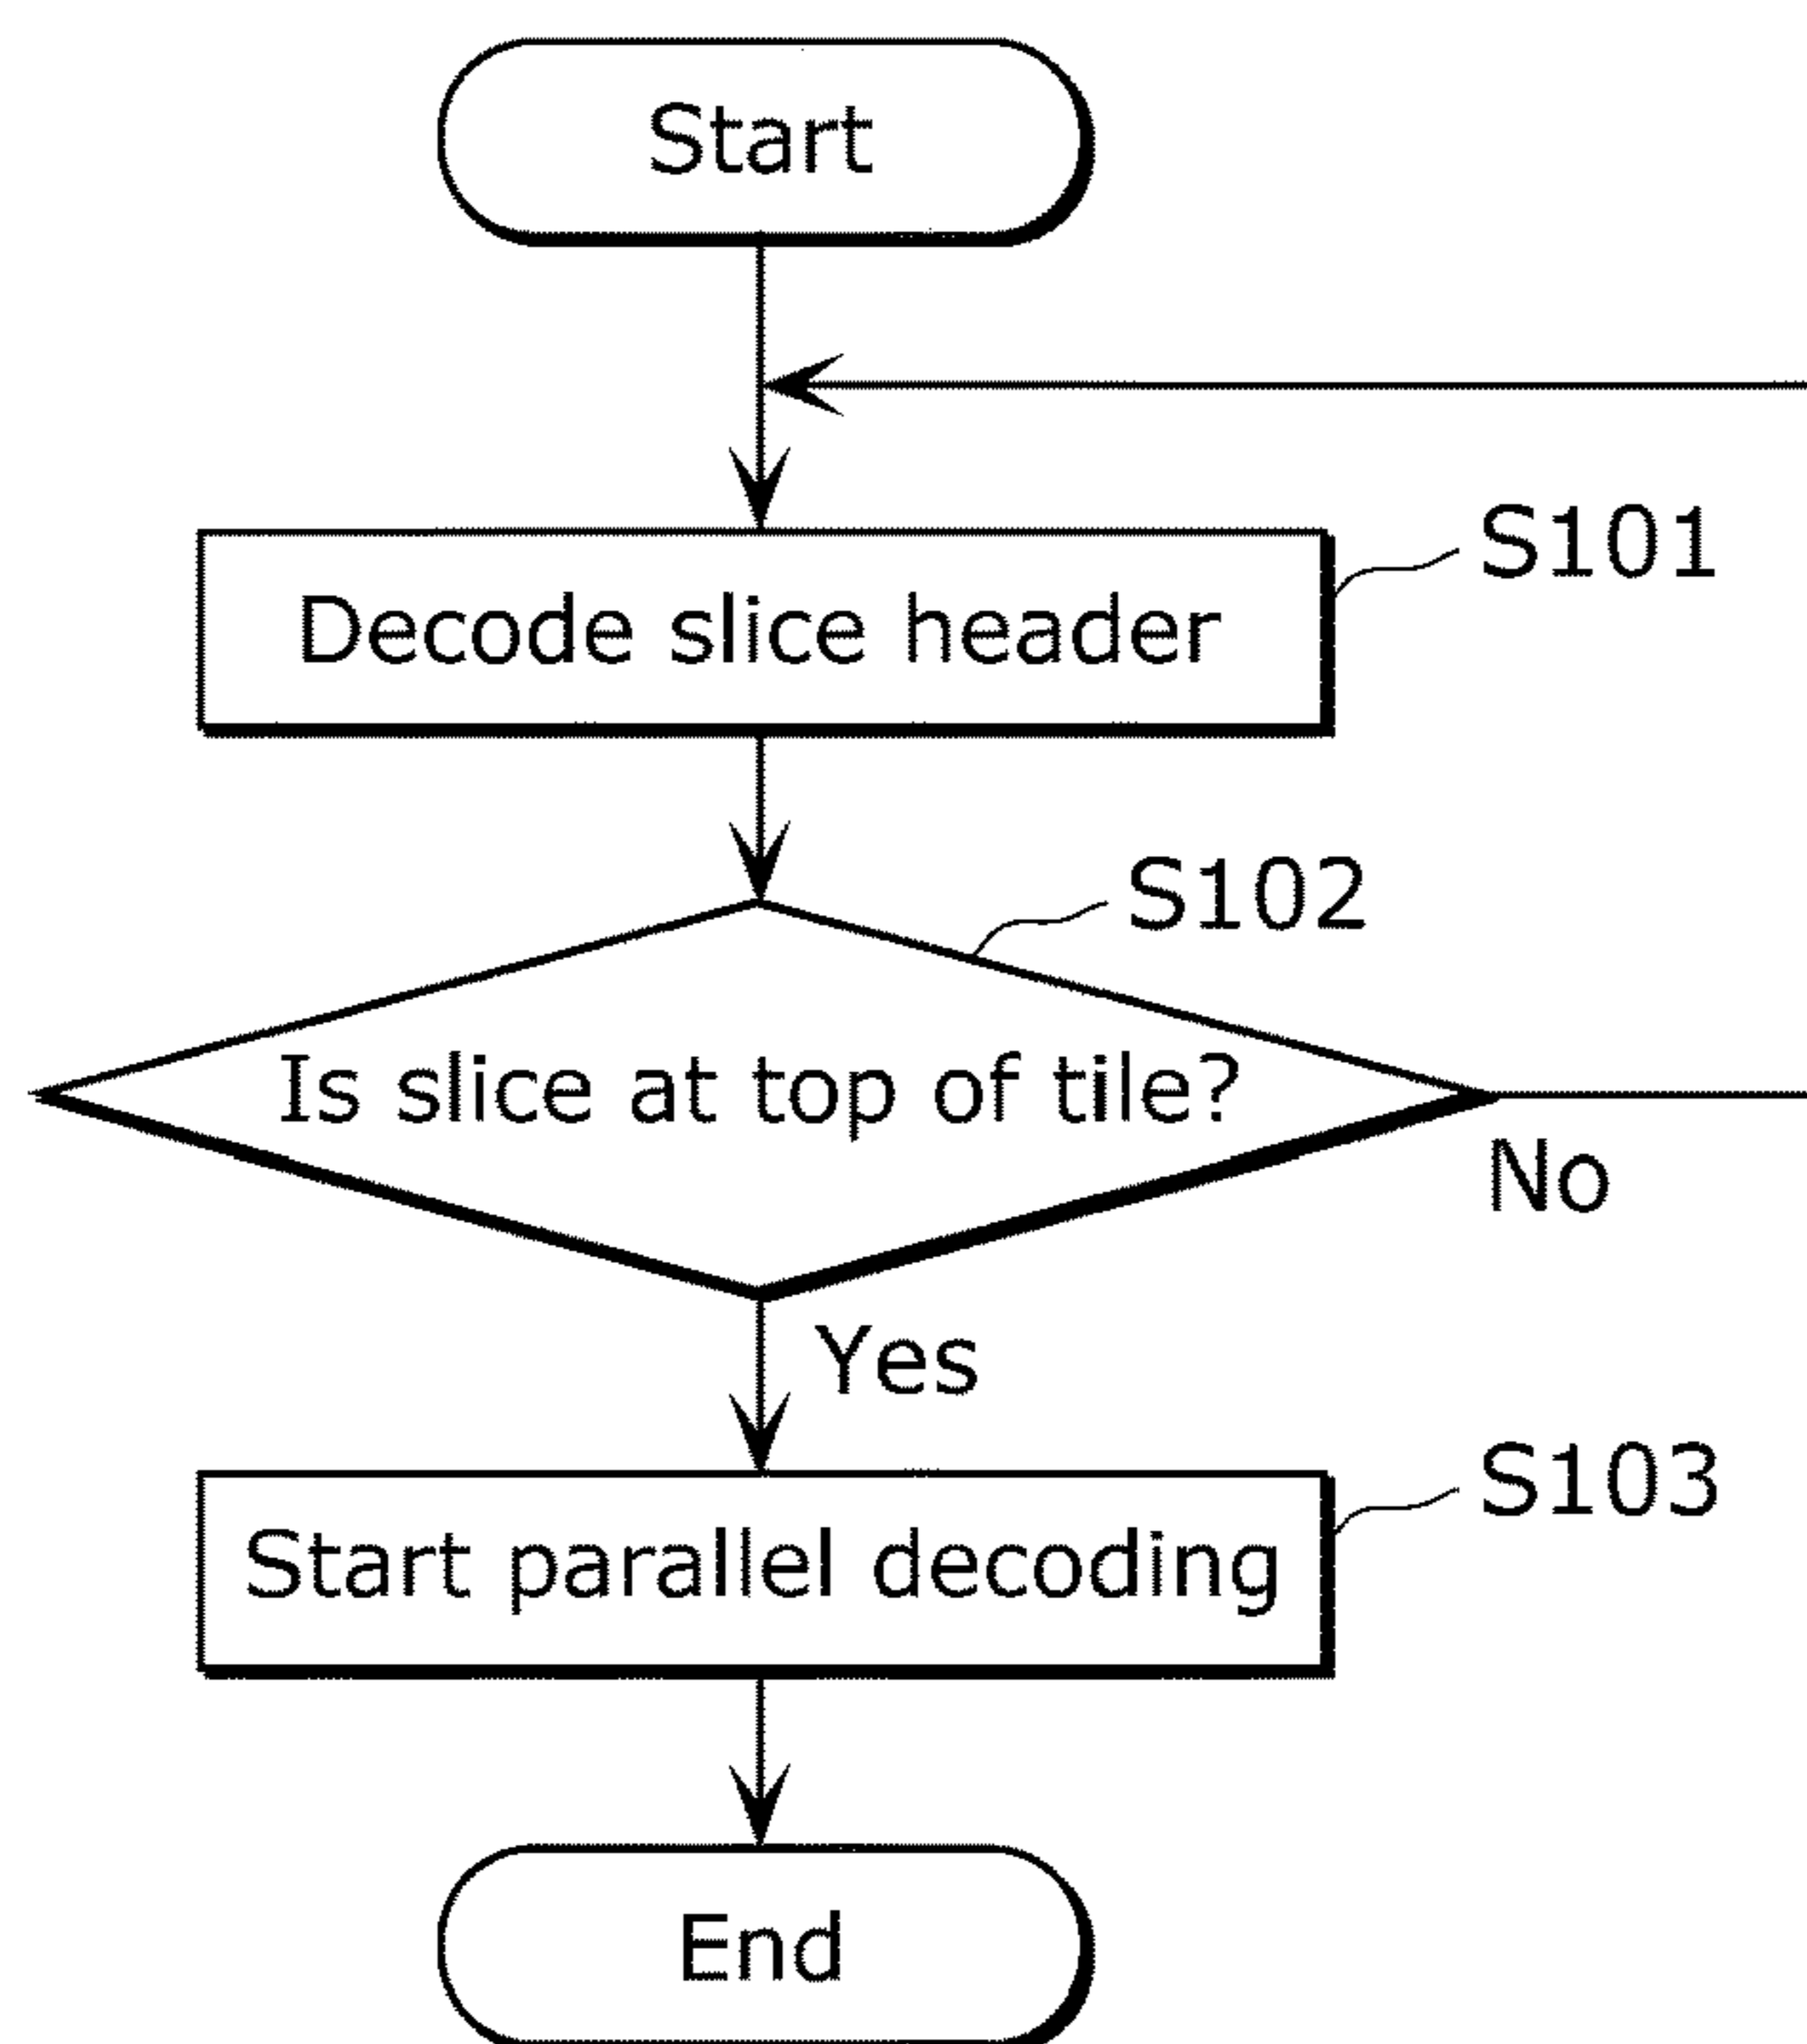 Start
S101
Decode slice header
S102
Is slice at top of tile?
No
Yes
S103
Start parallel decoding
End